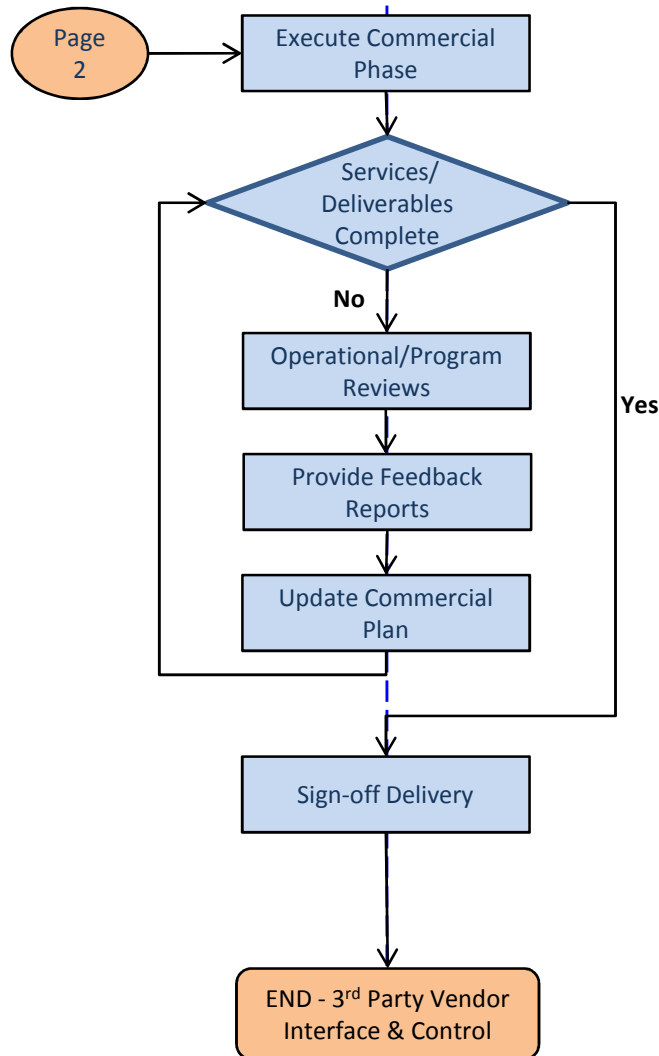 Page
2
Execute Commercial
Phase
Services/
Deliverables
Complete
No
Operational/Program
Reviews
Yes
Provide Feedback
Reports
Update Commercial
Plan
Sign-off Delivery
END - 3rd Party Vendor
Interface & Control